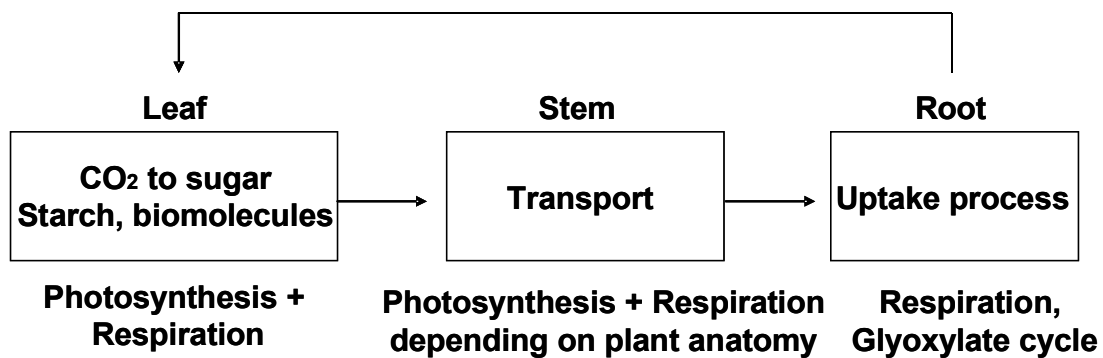 Leaf
Stem
Root
CO₂ to sugar
Starch, biomolecules
Transport
Uptake process
Photosynthesis +
Respiration
Photosynthesis + Respiration
depending on plant anatomy
Respiration,
Glyoxylate cycle